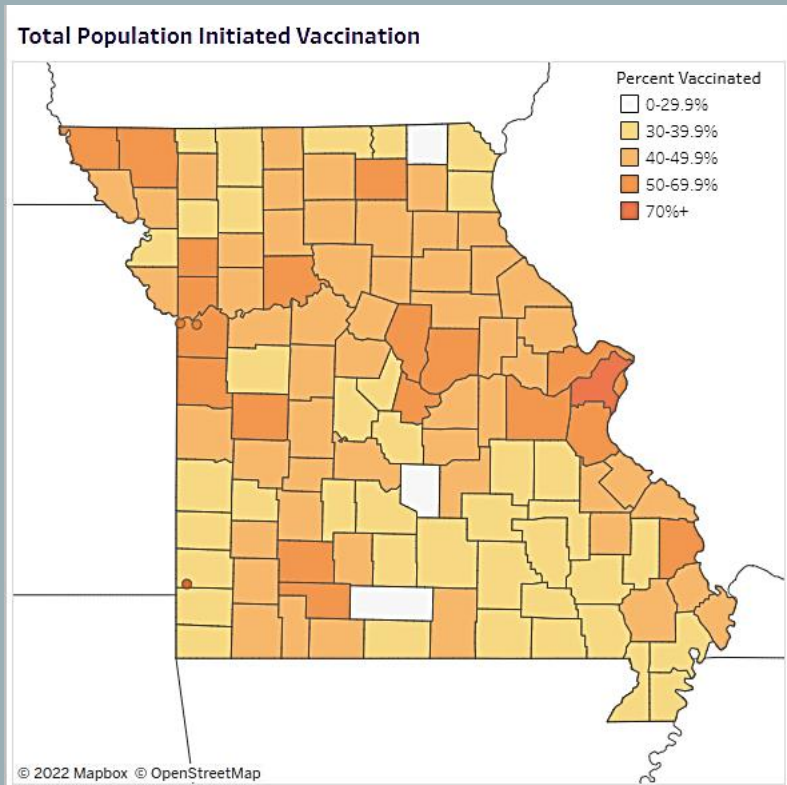 Total Population Initiated Vaccination
Percent Vaccinated
0-29.9%
30-39.9%
40-49.9%
50-69.9%
70%+
© 2022 Mapbox © OpenStreetMap